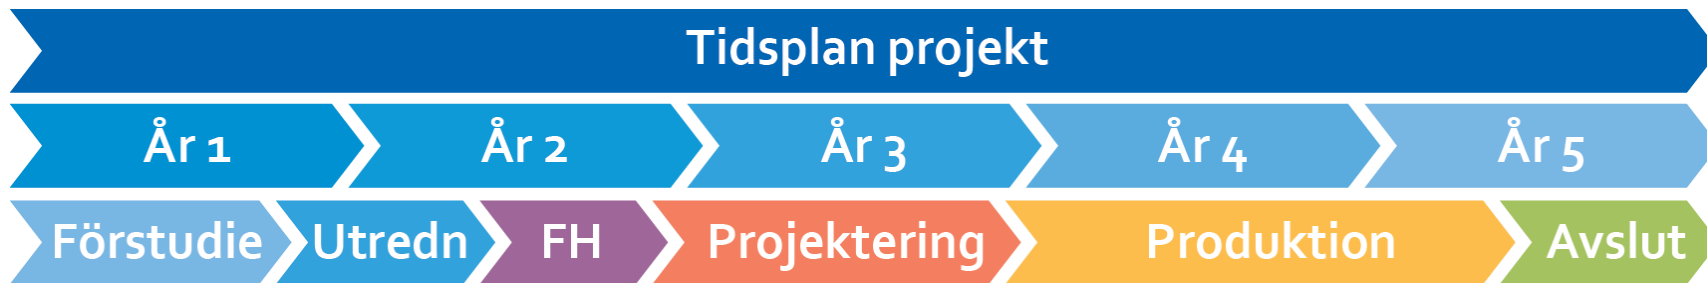 Tidsplan projekt
År 1 År 2 År 3 År 4 År 5
Förstudie Utredn FH Projektering Produktion Avslut